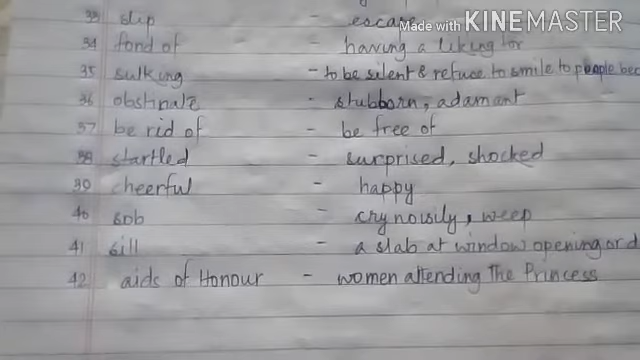 33 slip - escape
Made with KINEMASTER
34 fond of - having a liking for
35 sulking - to be silent & refuse to smile to people bec
36 obstinate - stubborn, adamant
37 be rid of - be free of
38 startled - surprised, shocked
39 cheerful - happy
40 sob - cry noisily, weep
41 sill - a slab at window opening or d
42 aids of Honour - women attending The Princess